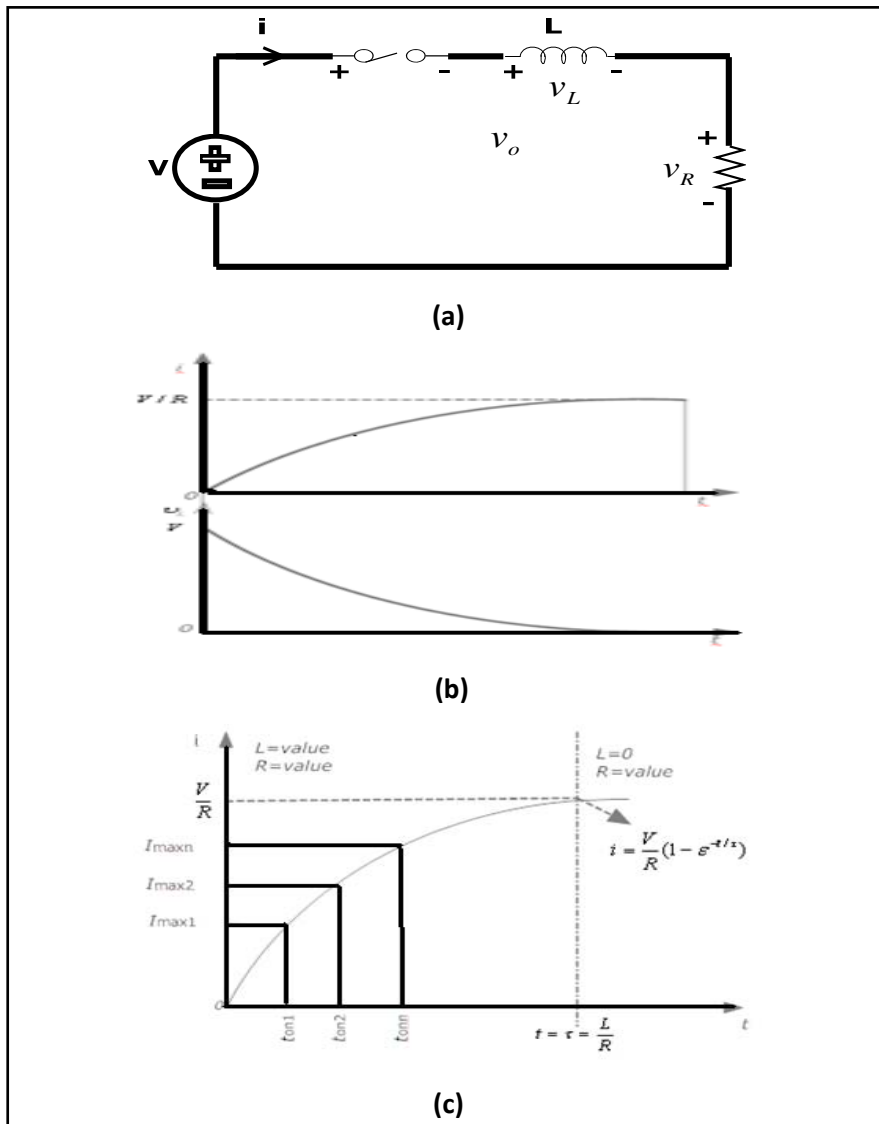 i
L
+ - + -
v_L
v_o
V
+
v_R
-
(a)
i
V / R
0
t
V
0
t
(b)
i
L=value
R=value
L=0
R=value
V/R
i = V/R (1 - ε^{-t/τ})
Imaxn
Imax2
Imax1
0
ton1
ton2
tonn
t = τ = L/R
t
(c)